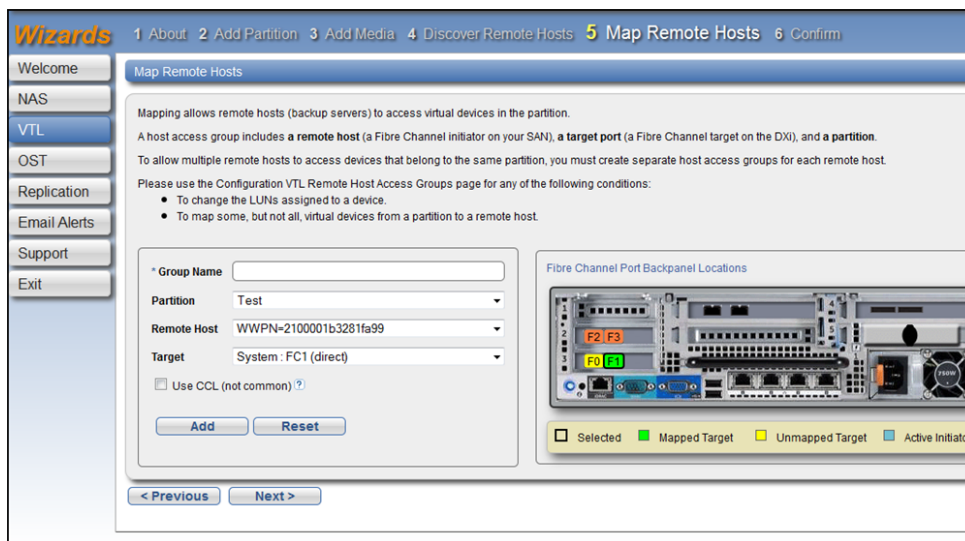 Wizards
1 About 2 Add Partition 3 Add Media 4 Discover Remote Hosts 5 Map Remote Hosts 6 Confirm
Welcome
NAS
VTL
OST
Replication
Email Alerts
Support
Exit
Map Remote Hosts
Mapping allows remote hosts (backup servers) to access virtual devices in the partition.
A host access group includes a remote host (a Fibre Channel initiator on your SAN), a target port (a Fibre Channel target on the DXi), and a partition.
To allow multiple remote hosts to access devices that belong to the same partition, you must create separate host access groups for each remote host.
Please use the Configuration VTL Remote Host Access Groups page for any of the following conditions:
• To change the LUNs assigned to a device.
• To map some, but not all, virtual devices from a partition to a remote host.
* Group Name
Partition Test
Remote Host WWPN=2100001b3281fa99
Target System : FC1 (direct)
Use CCL (not common) ?
Add Reset
Fibre Channel Port Backpanel Locations
1
2
3
4
5
F2 F3
F0 F1
750W
Selected Mapped Target Unmapped Target Active Initiato
< Previous Next >